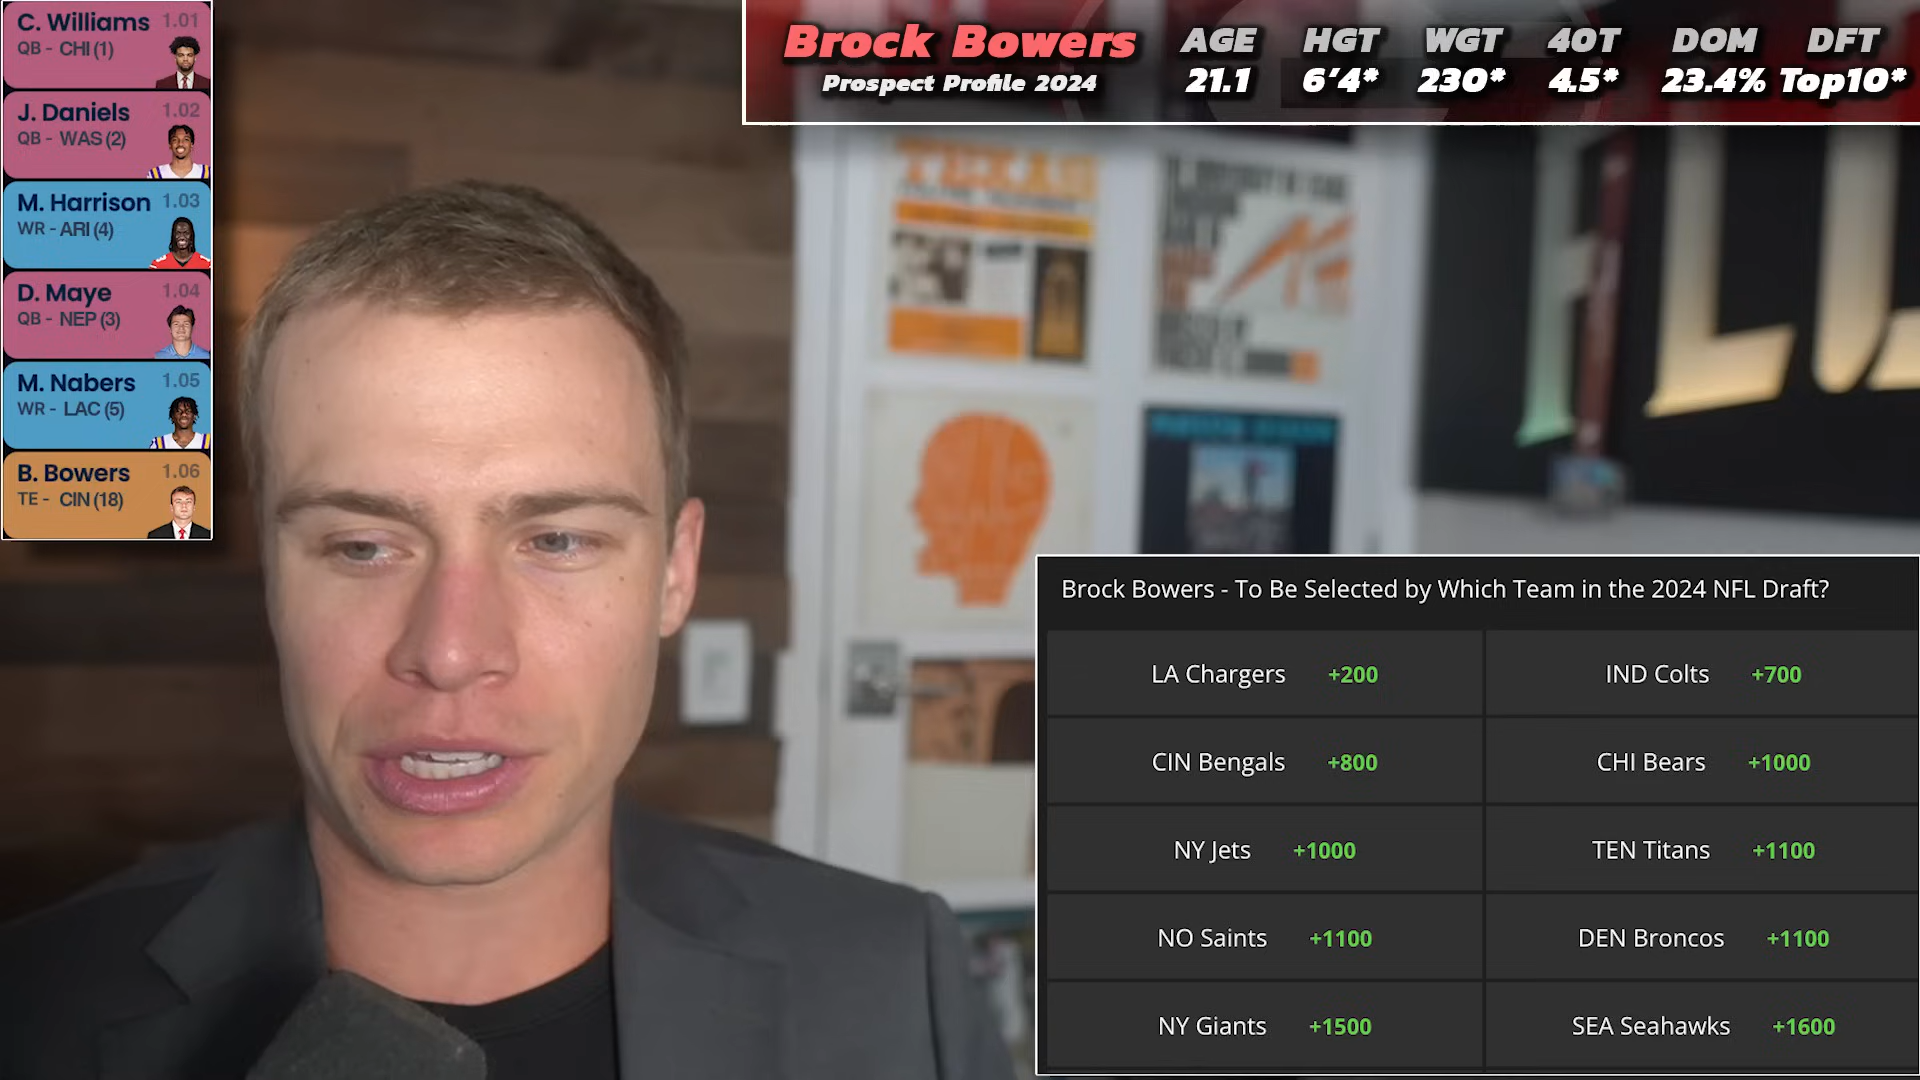 C. Williams 1.01
QB - CHI (1)
J. Daniels 1.02
QB - WAS (2)
M. Harrison 1.03
WR - ARI (4)
D. Maye 1.04
QB - NEP (3)
M. Nabers 1.05
WR - LAC (5)
B. Bowers 1.06
TE - CIN (18)
Brock Bowers
Prospect Profile 2024
AGE HGT WGT 40T DOM DFT
21.1 6'4* 230* 4.5* 23.4% Top10*
Brock Bowers - To Be Selected by Which Team in the 2024 NFL Draft?
LA Chargers +200 IND Colts +700
CIN Bengals +800 CHI Bears +1000
NY Jets +1000 TEN Titans +1100
NO Saints +1100 DEN Broncos +1100
NY Giants +1500 SEA Seahawks +1600